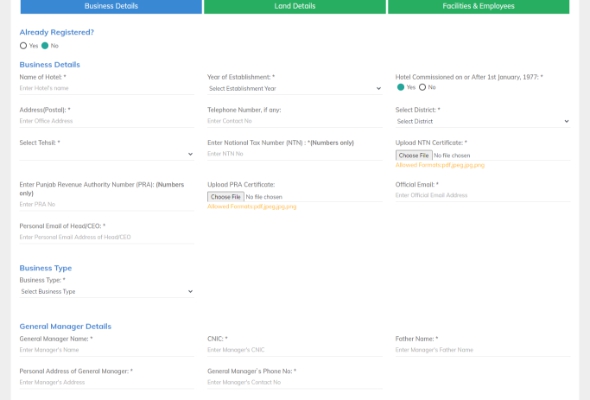 Business Details
Land Details
Facilities & Employees
Already Registered?
Yes No
Business Details
Name of Hotel: *
Year of Establishment: *
Hotel Commissioned on or After 1st January, 1977: *
Enter Hotel's name
Select Establishment Year
Yes No
Address(Postal): *
Telephone Number, if any:
Select District: *
Enter Office Address
Enter Contact No
Select District
Select Tehsil: *
Enter National Tax Number (NTN) : *(Numbers only)
Upload NTN Certificate: *
Enter NTN No
Choose File No file chosen
Allowed Formats:pdf,jpeg,jpg,png
Enter Punjab Revenue Authority Number (PRA): (Numbers
only)
Upload PRA Certificate:
Official Email: *
Enter PRA No
Choose File No file chosen
Enter Official Email Address
Allowed Formats:pdf,jpeg,jpg,png
Personal Email of Head/CEO: *
Enter Personal Email Address of Head/CEO
Business Type
Business Type: *
Select Business Type
General Manager Details
General Manager Name: *
CNIC: *
Father Name: *
Enter Manager's Name
Enter Manager's CNIC
Enter Manager's Father Name
Personal Address of General Manager: *
General Manager's Phone No: *
Enter Manager's Address
Enter Manager's Contact No